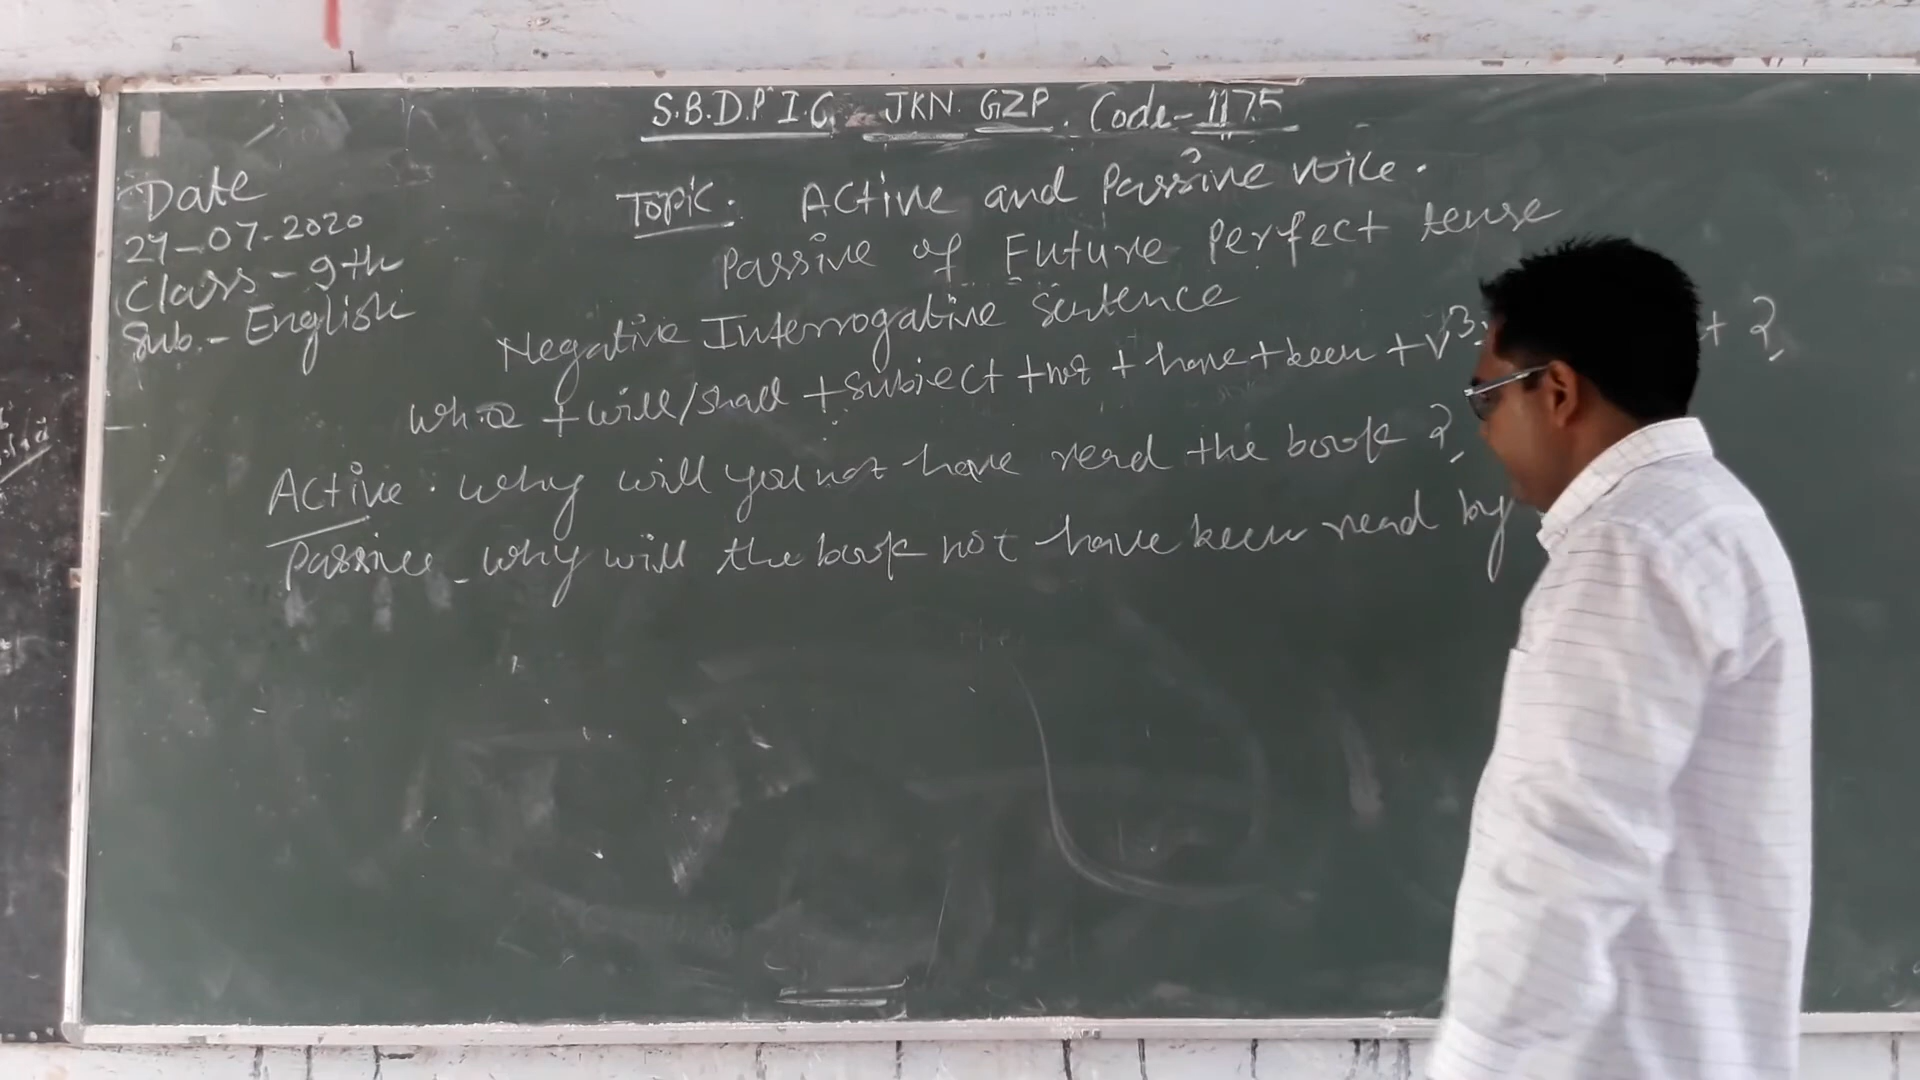 S.B.D.P I.C. JKN. GZP. Code-1175
Date
27-07-2020
Class-9th
Sub.-English
Topic: Active and Passive voice.
Passive of Future Perfect tense
Negative Interrogative Sentence
+will/shall+subject+not+have+been+V3 + ?
Active: why will you not have read the book ?
Passive-why will the book not have been read by